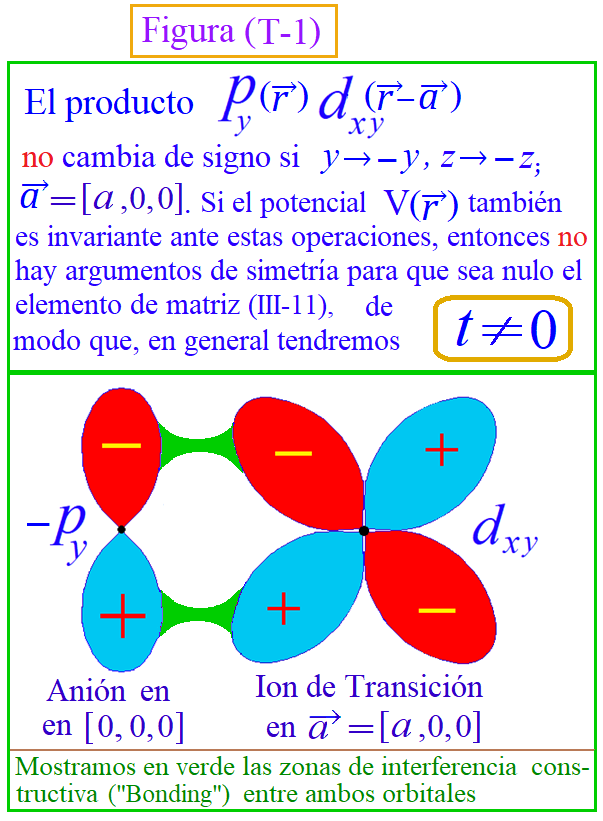 Figura (T-1)
El producto p_y(r⃗) d_xy(r⃗−a⃗)
no cambia de signo si y→−y, z→−z;
a⃗=[a,0,0]. Si el potencial V(r⃗) también
es invariante ante estas operaciones, entonces no
hay argumentos de simetría para que sea nulo el
elemento de matriz (III-11), de
modo que, en general tendremos
t≠0
− − +
-p_y d_xy
+ + −
Anión en
en [0,0,0]
Ion de Transición
en a⃗=[a,0,0]
Mostramos en verde las zonas de interferencia cons-
tructiva ("Bonding") entre ambos orbitales